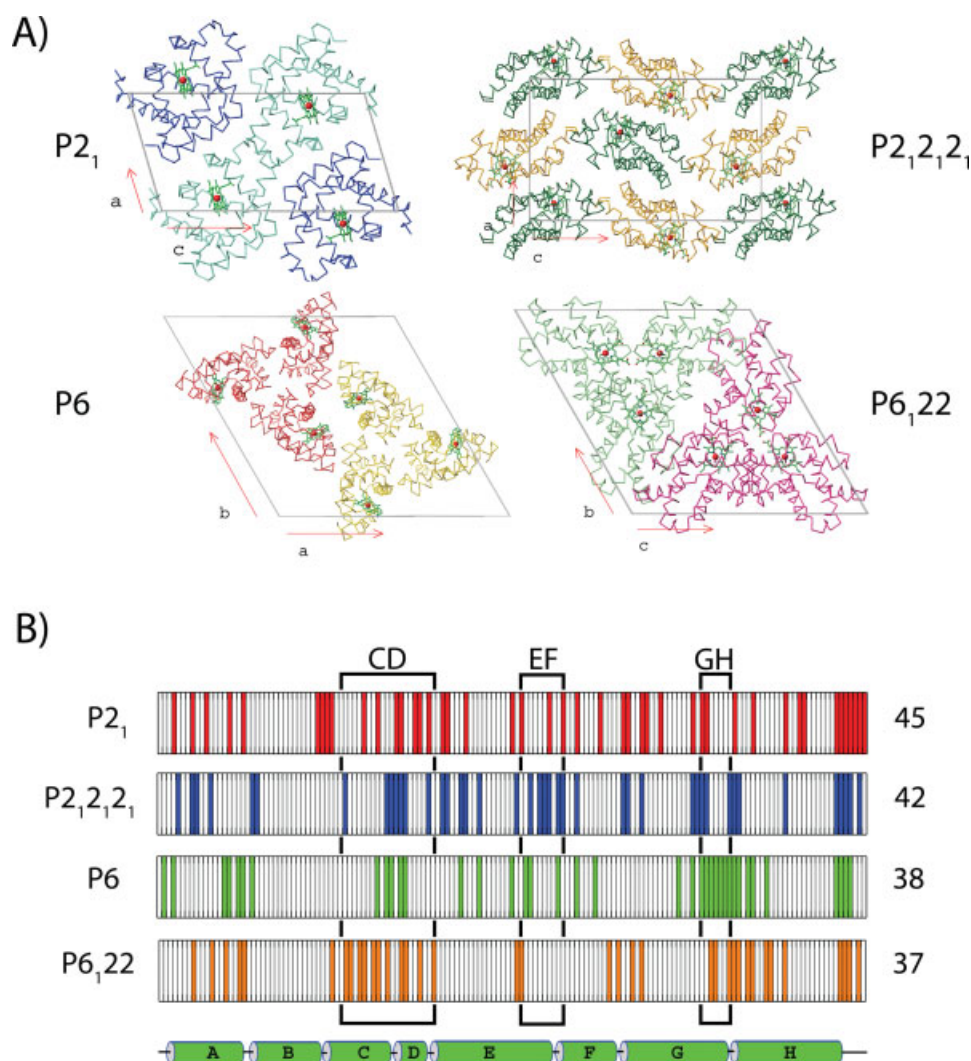 A)
P2₁
a
c
P2₁2₁2₁
a
c
P6
b
a
P6₁22
b
c
B)
CD EF GH
P2₁ 45
P2₁2₁2₁ 42
P6 38
P6₁22 37
A B C D E F G H